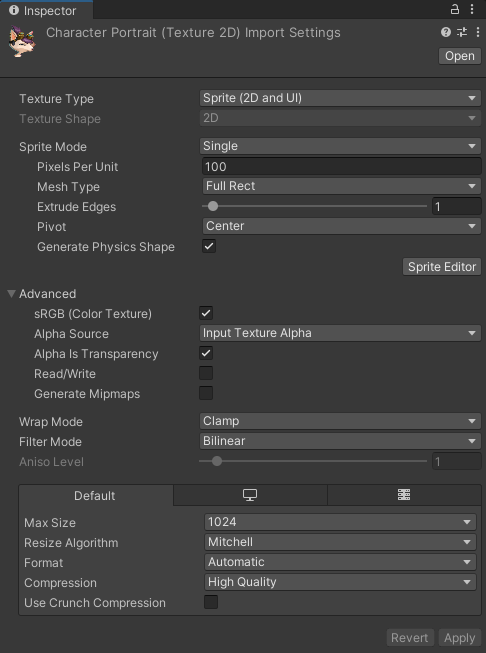 Inspector
Character Portrait (Texture 2D) Import Settings
Open
Texture Type Sprite (2D and UI)
Texture Shape 2D
Sprite Mode Single
Pixels Per Unit 100
Mesh Type Full Rect
Extrude Edges 1
Pivot Center
Generate Physics Shape
Sprite Editor
Advanced
sRGB (Color Texture)
Alpha Source Input Texture Alpha
Alpha Is Transparency
Read/Write
Generate Mipmaps
Wrap Mode Clamp
Filter Mode Bilinear
Aniso Level 1
Default
Max Size 1024
Resize Algorithm Mitchell
Format Automatic
Compression High Quality
Use Crunch Compression
Revert Apply